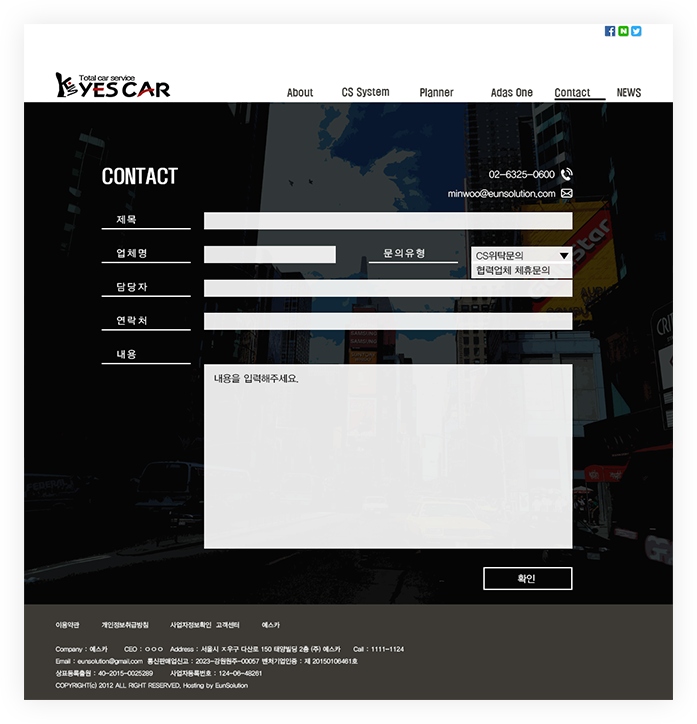 Total car service
YES CAR
About CS System Planner Adas One Contact NEWS
CONTACT
02-6325-0600
minwoo@eunsolution.com
제목
업체명
문의유형
CS위탁문의
협력업체 체휴문의
담당자
연락처
내용
내용을 입력해주세요.
확인
이용약관 개인정보취급방침 사업자정보확인 고객센터 예스카
Company : 예스카 CEO : ㅇㅇㅇ Address : 서울시 ㅈ우구 다산로 150 태양빌딩 2층 (주) 예스카 Call : 1111-1124
Email : eunsolution@gmail.com 통신판매업신고 : 2023-강원원주-00057 벤처기업인증 : 제 20150106461호
상표등록출원 : 40-2015-0025289 사업자등록번호 : 124-06-48261
COPYRIGHT(c) 2012 ALL RIGHT RESERVED. Hosting by EunSolution